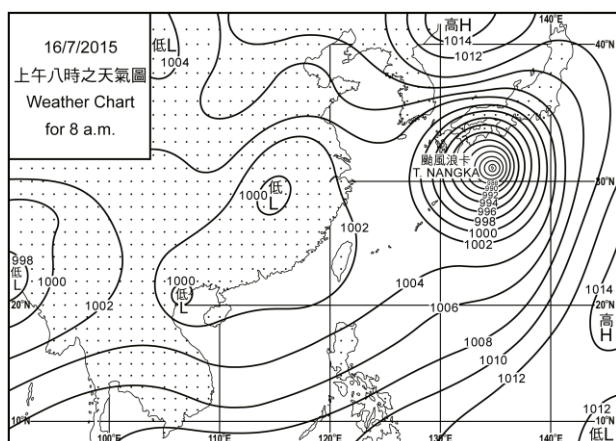 16/7/2015
上午八時之天氣圖
Weather Chart
for 8 a.m.
低L
1004
高H
1014
1012
140°E
40°N
颱風浪卡
T. NANGKA
30°N
990
992
994
996
998
1000
1002
1000
低
L
1002
998
低
L
1000
1002
1000
低
L
20°N
1004
1006
1008
1010
1012
1014
20°N
高
H
10°N
100°E
110°E
120°E
130°E
140°E
1012
10°N
低L